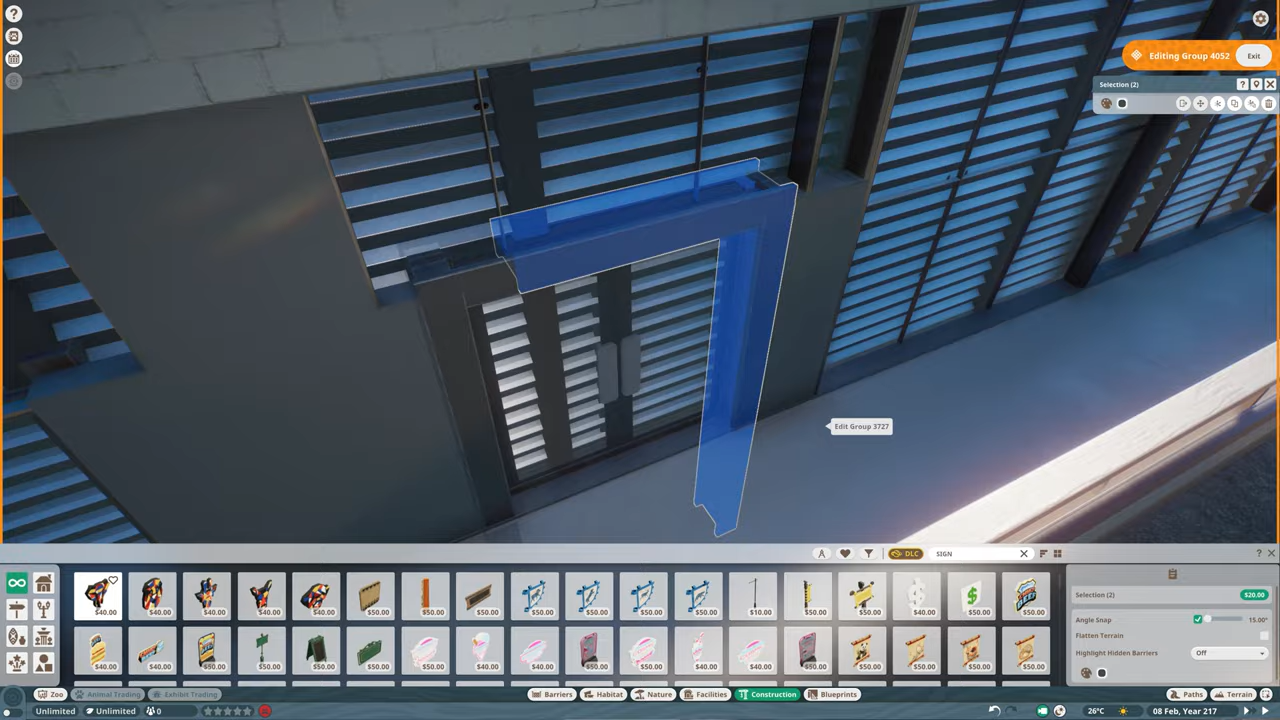 Editing Group 4052
Exit
Selection (2)
?
Edit Group 3727
DLC
SIGN
?
$40.00 $40.00 $40.00 $40.00 $40.00 $50.00 $50.00 $50.00 $50.00 $50.00 $50.00 $50.00 $10.00 $50.00 $50.00 $40.00 $50.00 $50.00
$40.00 $40.00 $50.00 $50.00 $50.00 $50.00 $50.00 $40.00 $40.00 $50.00 $50.00 $40.00 $40.00 $50.00 $50.00 $50.00 $50.00 $50.00
Selection (2)
$20.00
Angle Snap
15.00°
Flatten Terrain
Highlight Hidden Barriers
Off
Zoo
Animal Trading
Exhibit Trading
Barriers
Habitat
Nature
Facilities
Construction
Blueprints
Paths
Terrain
Unlimited
Unlimited
0
26°C
08 Feb, Year 217